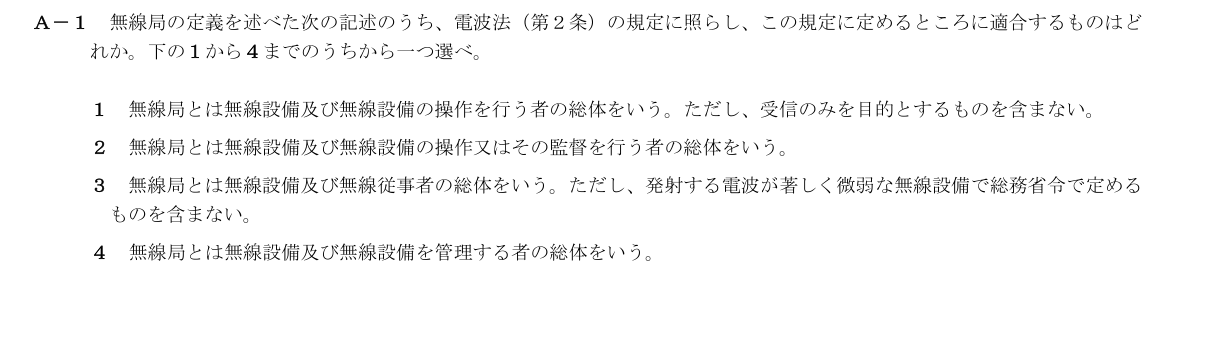 A－1　無線局の定義を述べた次の記述のうち、電波法（第２条）の規定に照らし、この規定に定めるところに適合するものはど
れか。下の1から4までのうちから一つ選べ。
1　無線局とは無線設備及び無線設備の操作を行う者の総体をいう。ただし、受信のみを目的とするものを含まない。
2　無線局とは無線設備及び無線設備の操作又はその監督を行う者の総体をいう。
3　無線局とは無線設備及び無線従事者の総体をいう。ただし、発射する電波が著しく微弱な無線設備で総務省令で定める
ものを含まない。
4　無線局とは無線設備及び無線設備を管理する者の総体をいう。